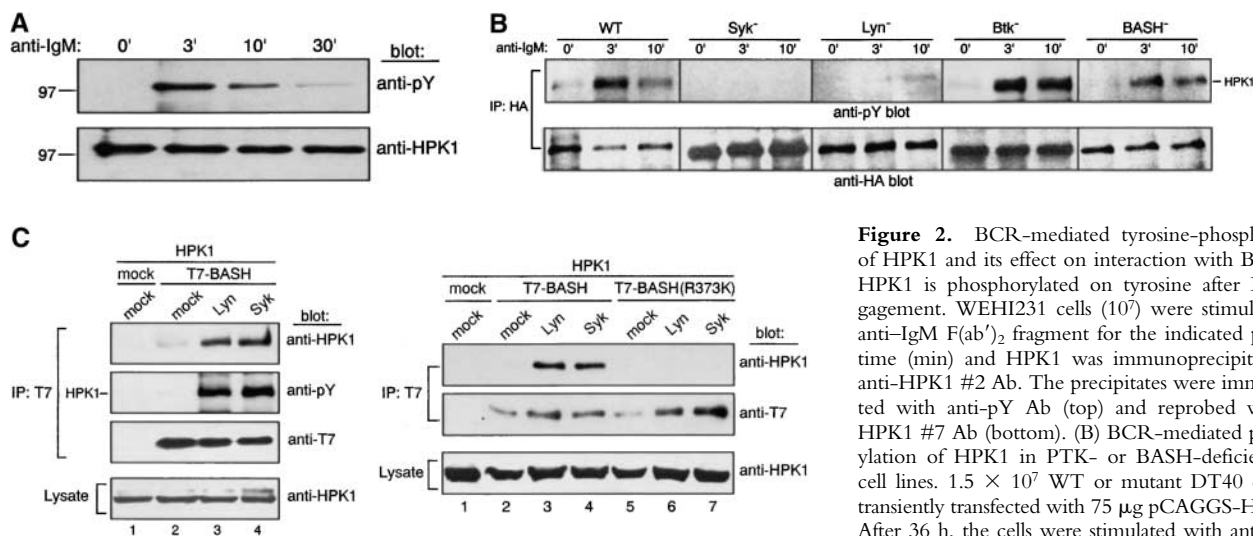 A
anti-IgM: 0' 3' 10' 30' blot:
97 anti-pY
97 anti-HPK1
B
WT Syk⁻ Lyn⁻ Btk⁻ BASH⁻
anti-IgM: 0' 3' 10' 0' 3' 10' 0' 3' 10' 0' 3' 10' 0' 3' 10'
HPK1
anti-pY blot
IP: HA
anti-HA blot
C
HPK1
mock T7-BASH
mock mock Lyn Syk blot:
anti-HPK1
IP: T7 HPK1 anti-pY
anti-T7
Lysate anti-HPK1
1 2 3 4
HPK1
mock T7-BASH T7-BASH(R373K)
mock mock Lyn Syk mock Lyn Syk blot:
anti-HPK1
IP: T7 anti-T7
Lysate anti-HPK1
1 2 3 4 5 6 7
Figure 2. BCR-mediated tyrosine-phosphl
of HPK1 and its effect on interaction with B
HPK1 is phosphorylated on tyrosine after
gagement. WEHI231 cells (10⁷) were stimul
anti–IgM F(ab′)₂ fragment for the indicated p
time (min) and HPK1 was immunoprecipit
anti-HPK1 #2 Ab. The precipitates were imm
ted with anti-pY Ab (top) and reprobed v
HPK1 #7 Ab (bottom). (B) BCR-mediated p
ylation of HPK1 in PTK- or BASH-deficie
cell lines. 1.5 × 10⁷ WT or mutant DT40
transiently transfected with 75 μg pCAGGS-H
After 36 h, the cells were stimulated with ant